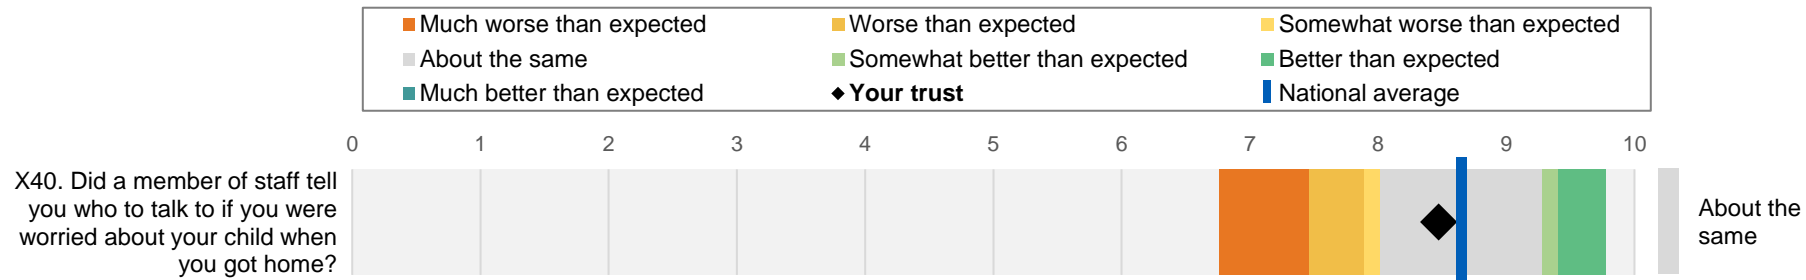 Much worse than expected
Worse than expected
Somewhat worse than expected
About the same
Somewhat better than expected
Better than expected
Much better than expected
Your trust
National average
0 1 2 3 4 5 6 7 8 9 10
X40. Did a member of staff tell
you who to talk to if you were
worried about your child when
you got home?
About the
same